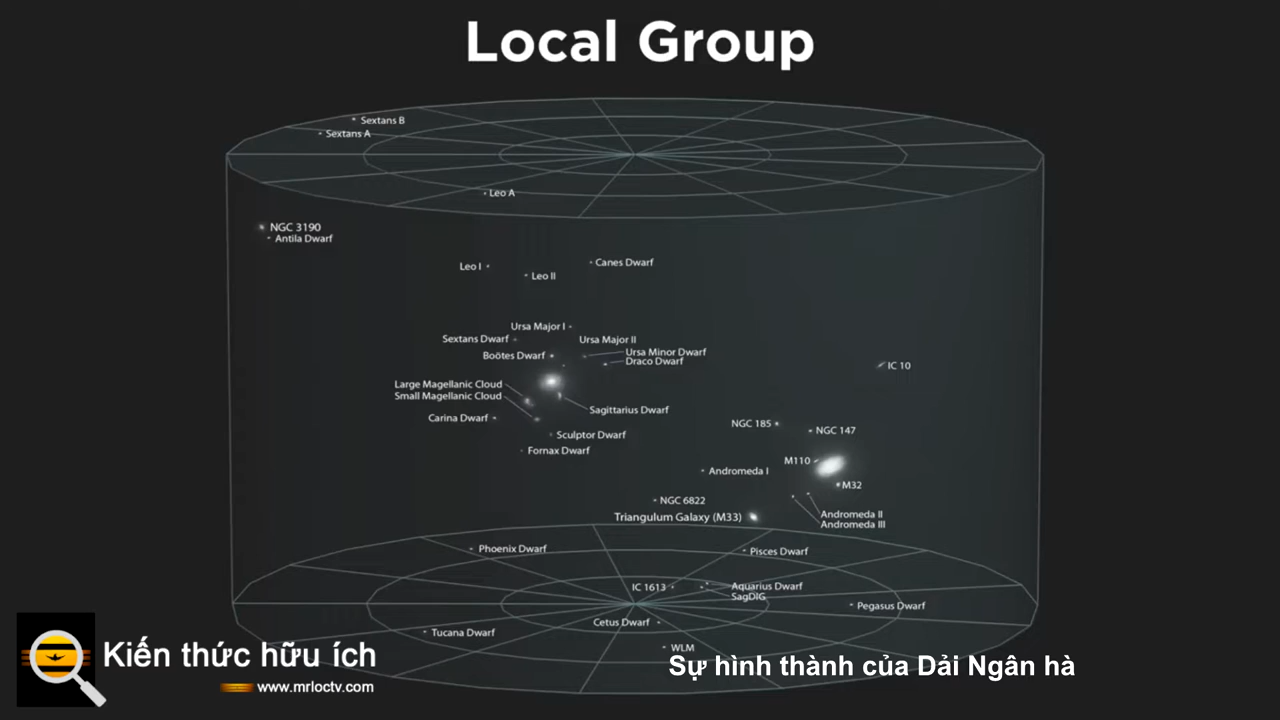 Local Group
Sextans B
Sextans A
Leo A
NGC 3190
Antila Dwarf
Canes Dwarf
Leo I
Leo II
Ursa Major I
Sextans Dwarf
Ursa Major II
Boötes Dwarf
Ursa Minor Dwarf
Draco Dwarf
IC 10
Large Magellanic Cloud
Small Magellanic Cloud
Sagittarius Dwarf
Carina Dwarf
NGC 185
NGC 147
Sculptor Dwarf
Fornax Dwarf
M110
Andromeda I
M32
NGC 6822
Triangulum Galaxy (M33)
Andromeda II
Andromeda III
Phoenix Dwarf
Pisces Dwarf
IC 1613
Aquarius Dwarf
SagDIG
Pegasus Dwarf
Cetus Dwarf
Tucana Dwarf
WLM
Kiến thức hữu ích
www.mrloctv.com
Sự hình thành của Dải Ngân hà